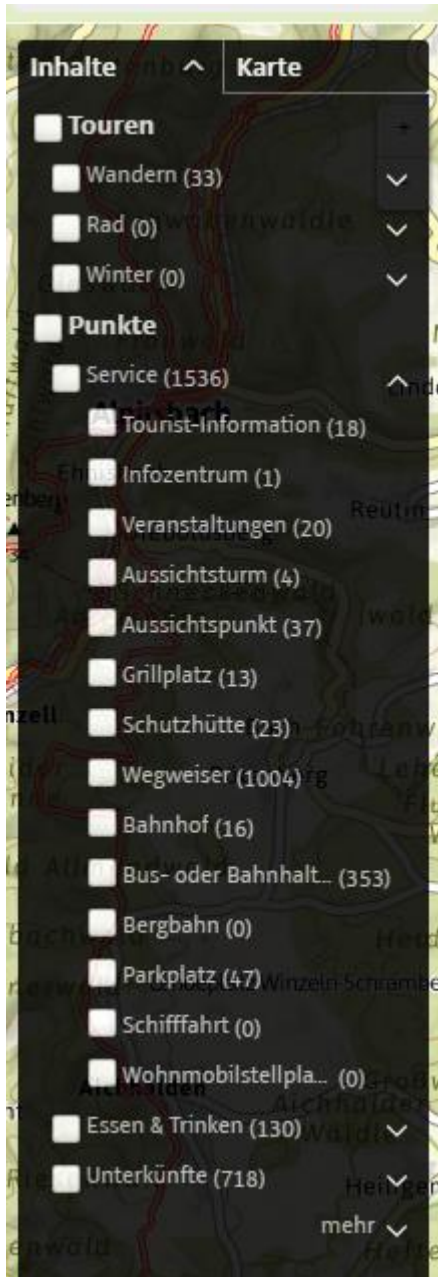 Inhalte Karte
Touren
Wandern (33)
Rad (0)
Winter (0)
Punkte
Service (1536)
Tourist-Information (18)
Infozentrum (1)
Veranstaltungen (20)
Aussichtsturm (4)
Aussichtspunkt (37)
Reutin
Grillplatz (13)
Schutzhütte (23)
Wegweiser (1004)
Bahnhof (16)
Bus- oder Bahnhalt... (353)
Bergbahn (0)
Parkplatz (47)
Schifffahrt (0)
Wohnmobilstellpla... (0)
Aichhalden
Essen & Trinken (130)
Unterkünfte (718)
mehr